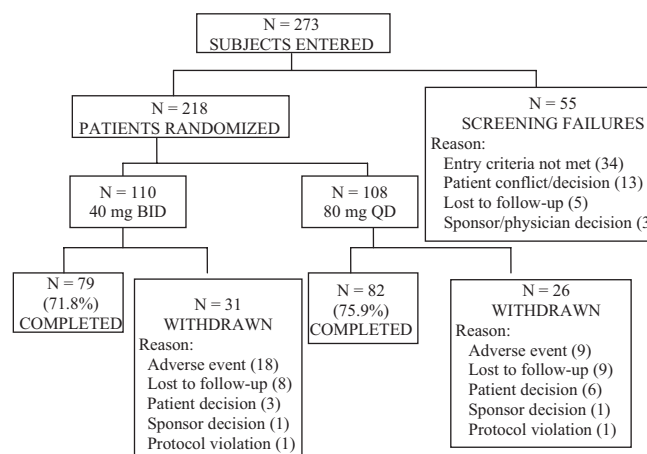 N = 273
SUBJECTS ENTERED
N = 218
PATIENTS RANDOMIZED
N = 55
SCREENING FAILURES
Reason:
Entry criteria not met (34)
Patient conflict/decision (13)
Lost to follow-up (5)
Sponsor/physician decision (3
N = 110
40 mg BID
N = 108
80 mg QD
N = 79
(71.8%)
COMPLETED
N = 31
WITHDRAWN
Reason:
Adverse event (18)
Lost to follow-up (8)
Patient decision (3)
Sponsor decision (1)
Protocol violation (1)
N = 82
(75.9%)
COMPLETED
N = 26
WITHDRAWN
Reason:
Adverse event (9)
Lost to follow-up (9)
Patient decision (6)
Sponsor decision (1)
Protocol violation (1)